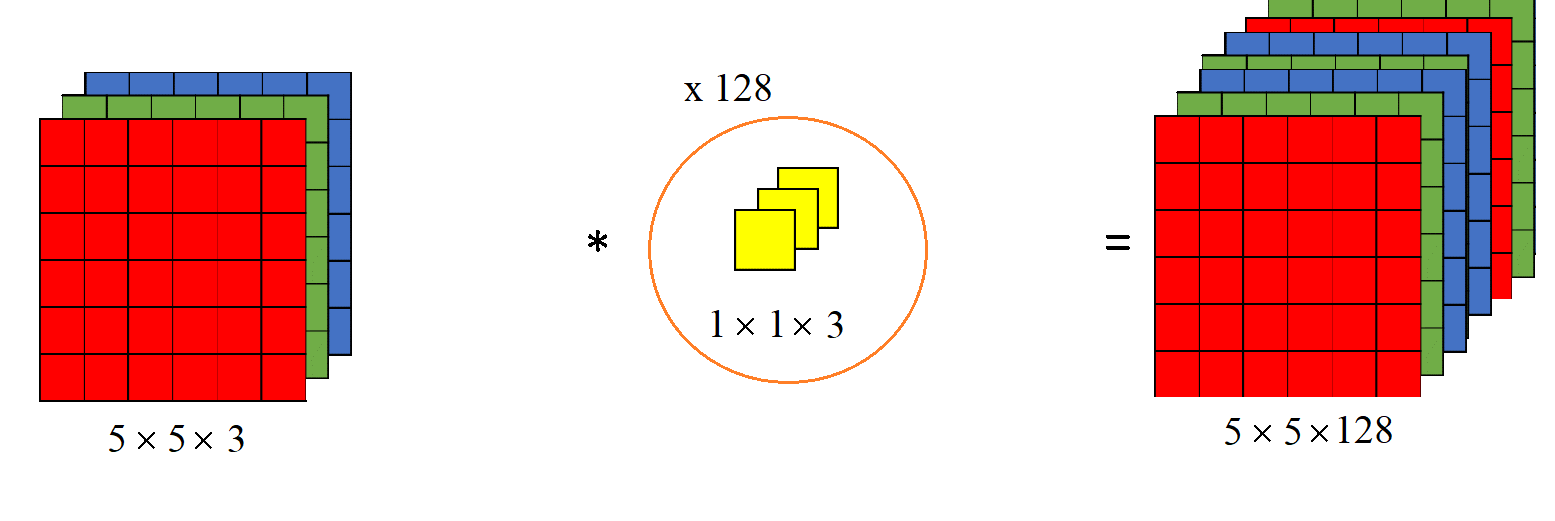 x 128
*
1 × 1 × 3
=
5 × 5 × 3
5 × 5 ×128